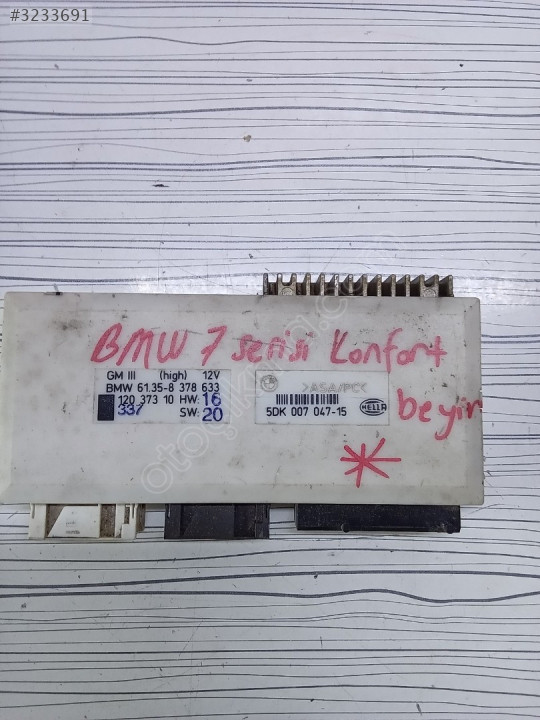 #3233691
BMW 7 serisi Konfort
beyin
GM III (high) 12V
BMW 61.35-8 378 633
120 373 10 HW: 16
337 SW: 20
>ASA/PC<
5DK 007 047-15
HELLA